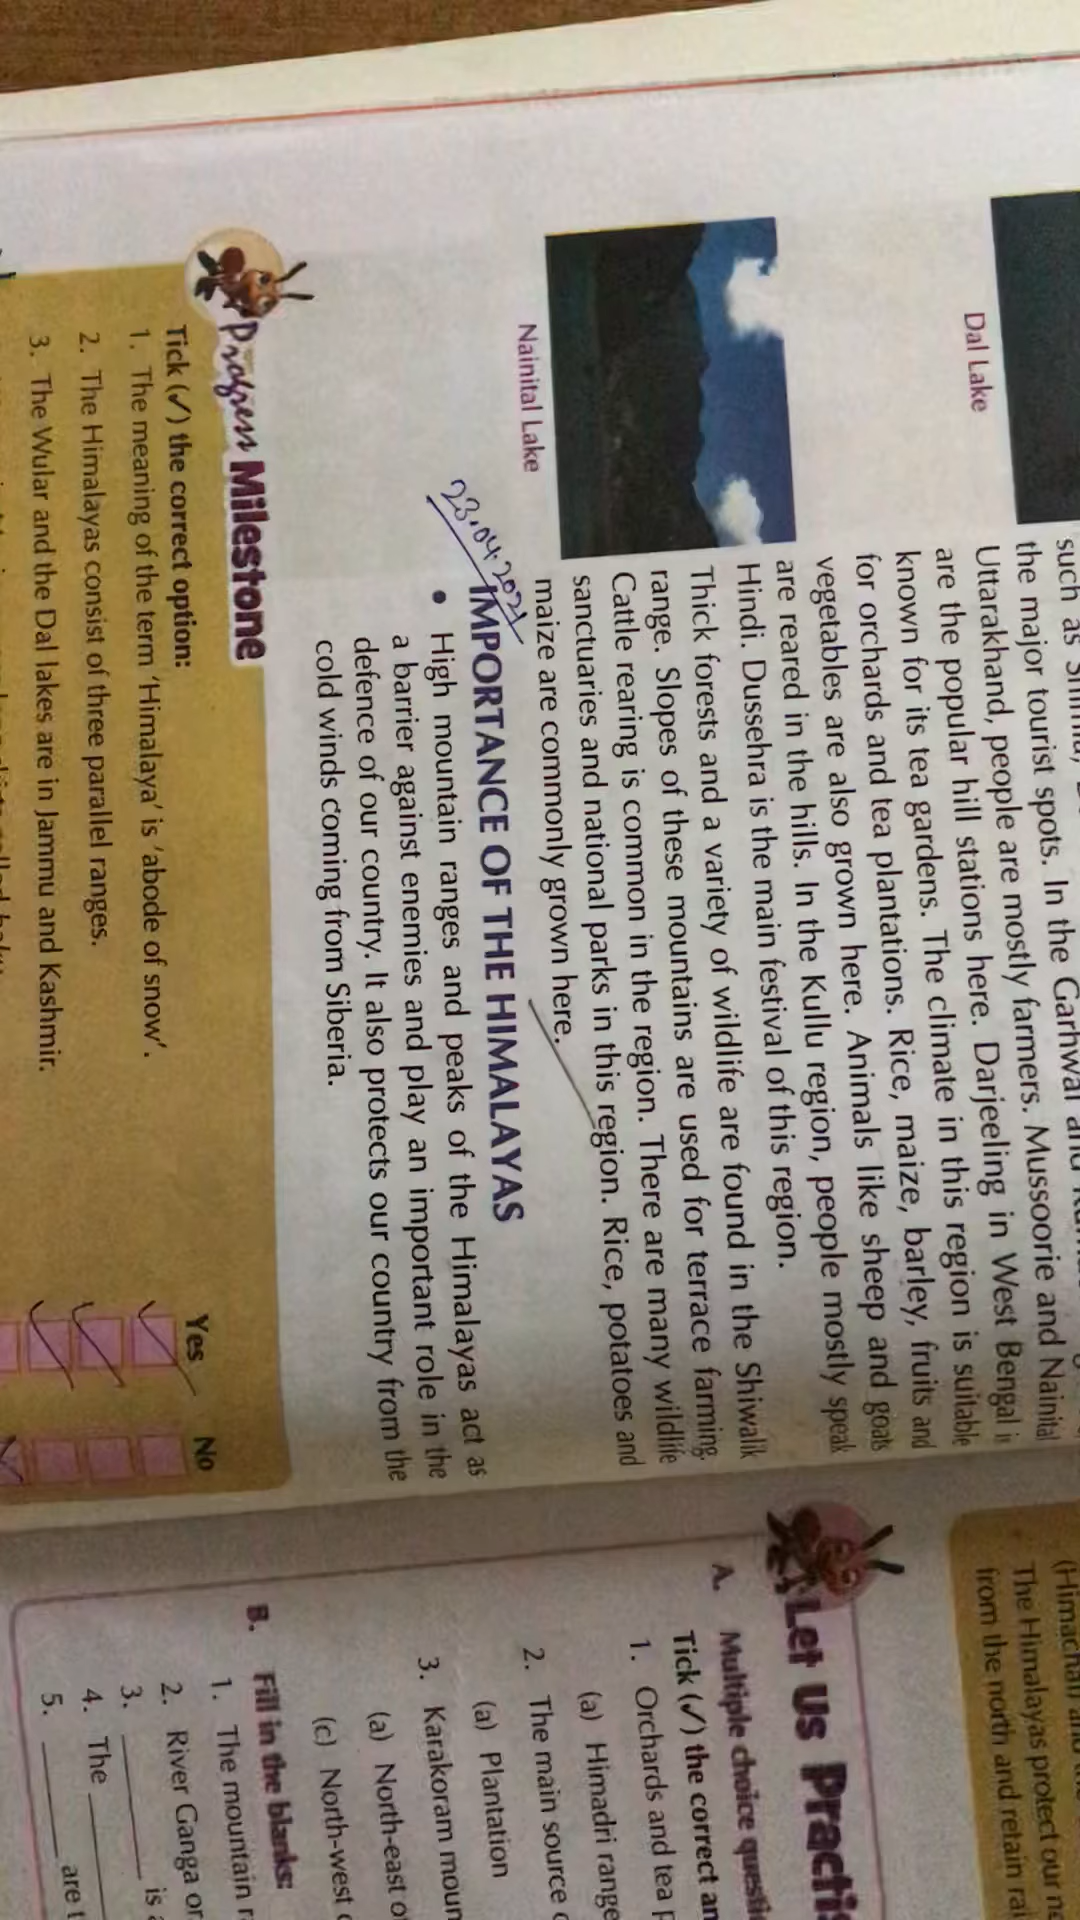 Dal Lake
such as
the major tourist spots. In the Garhwal and
Uttarakhand, people are mostly farmers. Mussoorie and Nainital
are the popular hill stations here. Darjeeling in West Bengal is
known for its tea gardens. The climate in this region is suitable
for orchards and tea plantations. Rice, maize, barley, fruits and
vegetables are also grown here. Animals like sheep and goats
are reared in the hills. In the Kullu region, people mostly speak
Hindi. Dussehra is the main festival of this region.
Thick forests and a variety of wildlife are found in the Shiwalik
range. Slopes of these mountains are used for terrace farming.
Cattle rearing is common in the region. There are many wildlife
sanctuaries and national parks in this region. Rice, potatoes and
maize are commonly grown here.
Nainital Lake
23.04.2021
IMPORTANCE OF THE HIMALAYAS
• High mountain ranges and peaks of the Himalayas act as
a barrier against enemies and play an important role in the
defence of our country. It also protects our country from the
cold winds coming from Siberia.
Progress Milestone
Tick (✓) the correct option:
Yes No
1. The meaning of the term 'Himalaya' is 'abode of snow'.
2. The Himalayas consist of three parallel ranges.
3. The Wular and the Dal lakes are in Jammu and Kashmir.
(Himachal and
The Himalayas protect our
from the north and retain
Let Us
A. Multiple choice
Tick (✓) the correct
1. Orchards and tea
(a) Himadri range
2. The main source
(a) Plantation
3. Karakoram
(a) North-east
(c) North-west
B. Fill in the blanks:
1. The mountain
2. River Ganga
3. ______ is
4. The ______
5. ______ are